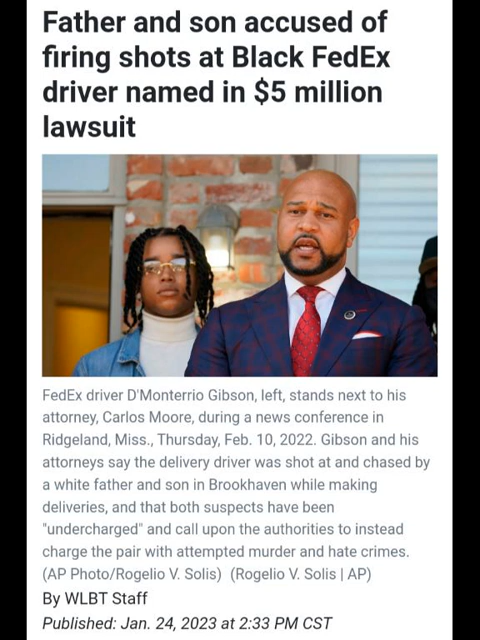 Father and son accused of
firing shots at Black FedEx
driver named in $5 million
lawsuit
FedEx driver D'Monterrio Gibson, left, stands next to his
attorney, Carlos Moore, during a news conference in
Ridgeland, Miss., Thursday, Feb. 10, 2022. Gibson and his
attorneys say the delivery driver was shot at and chased by
a white father and son in Brookhaven while making
deliveries, and that both suspects have been
"undercharged" and call upon the authorities to instead
charge the pair with attempted murder and hate crimes.
(AP Photo/Rogelio V. Solis)  (Rogelio V. Solis | AP)
By WLBT Staff
Published: Jan. 24, 2023 at 2:33 PM CST